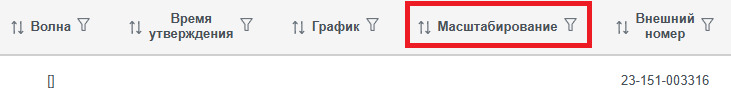 Волна Время утверждения График Масштабирование Внешний номер
[] 23-151-003316